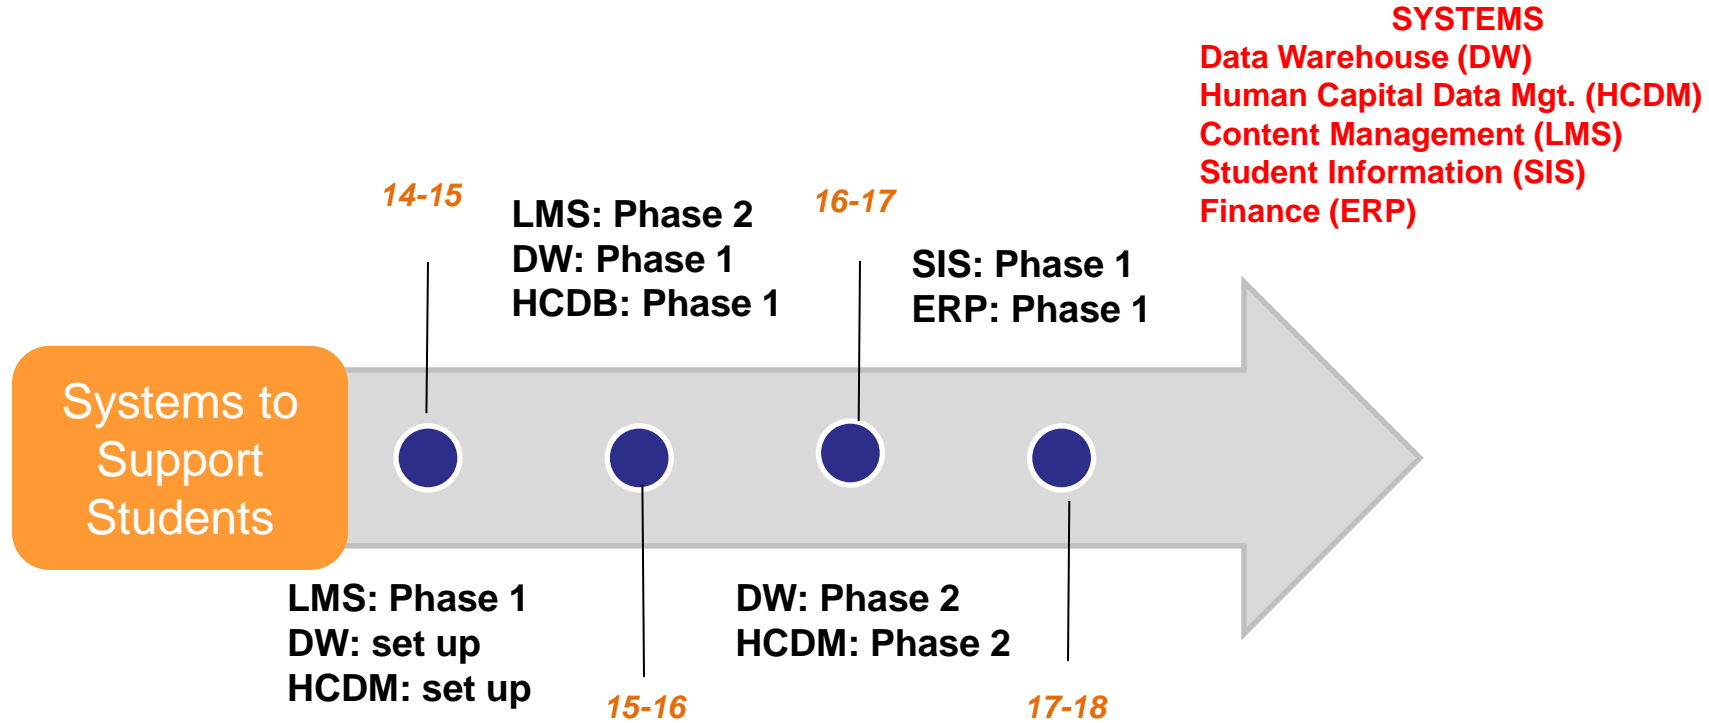 SYSTEMS
Data Warehouse (DW)
Human Capital Data Mgt. (HCDM)
Content Management (LMS)
Student Information (SIS)
Finance (ERP)
14-15
LMS: Phase 2
DW: Phase 1
HCDB: Phase 1
16-17
SIS: Phase 1
ERP: Phase 1
Systems to
Support
Students
LMS: Phase 1
DW: set up
HCDM: set up
15-16
DW: Phase 2
HCDM: Phase 2
17-18